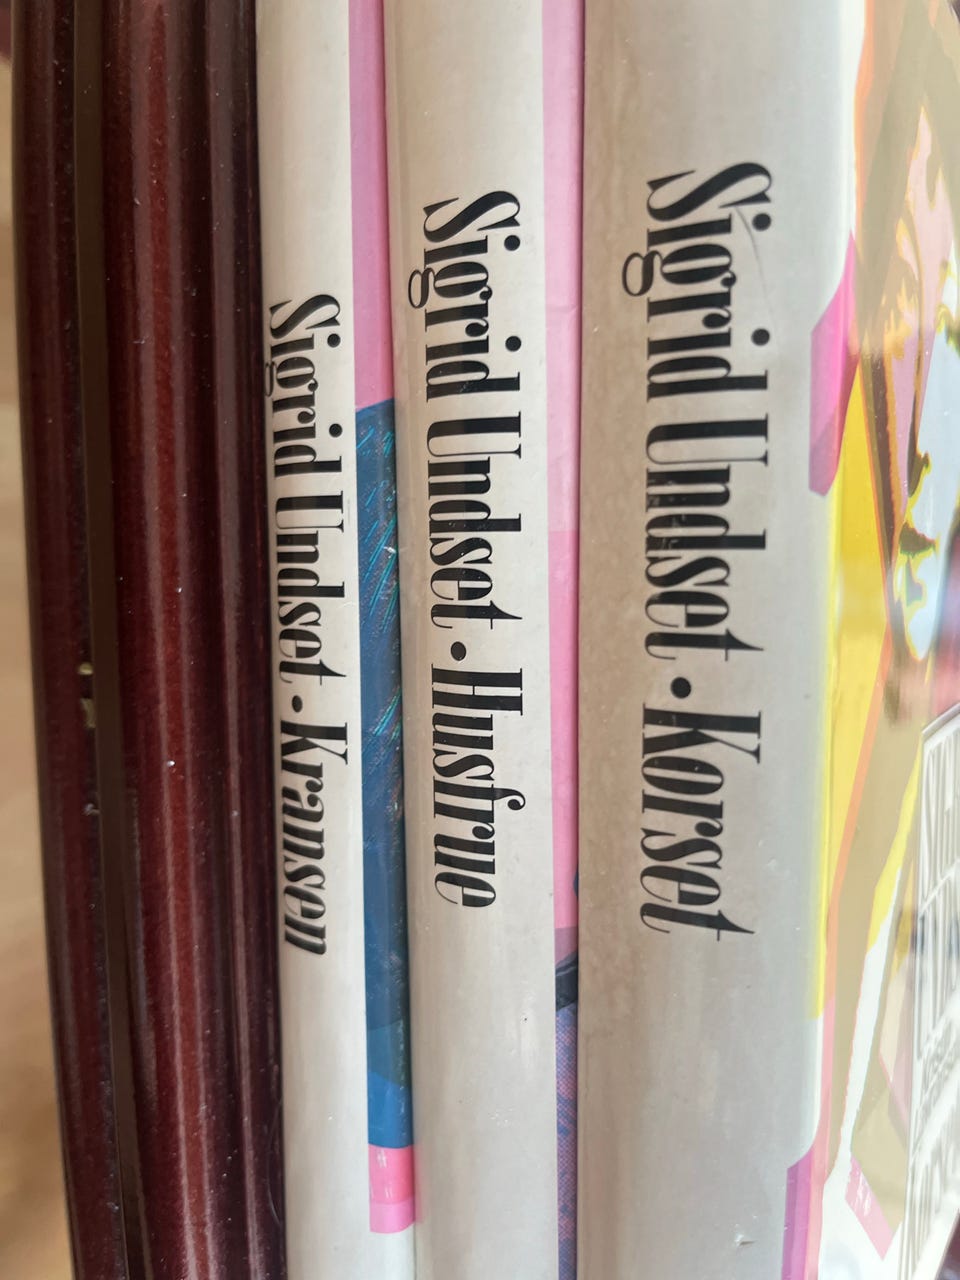 Sigrid Undset • Kransen
Sigrid Undset • Husfrue
Sigrid Undset • Korset